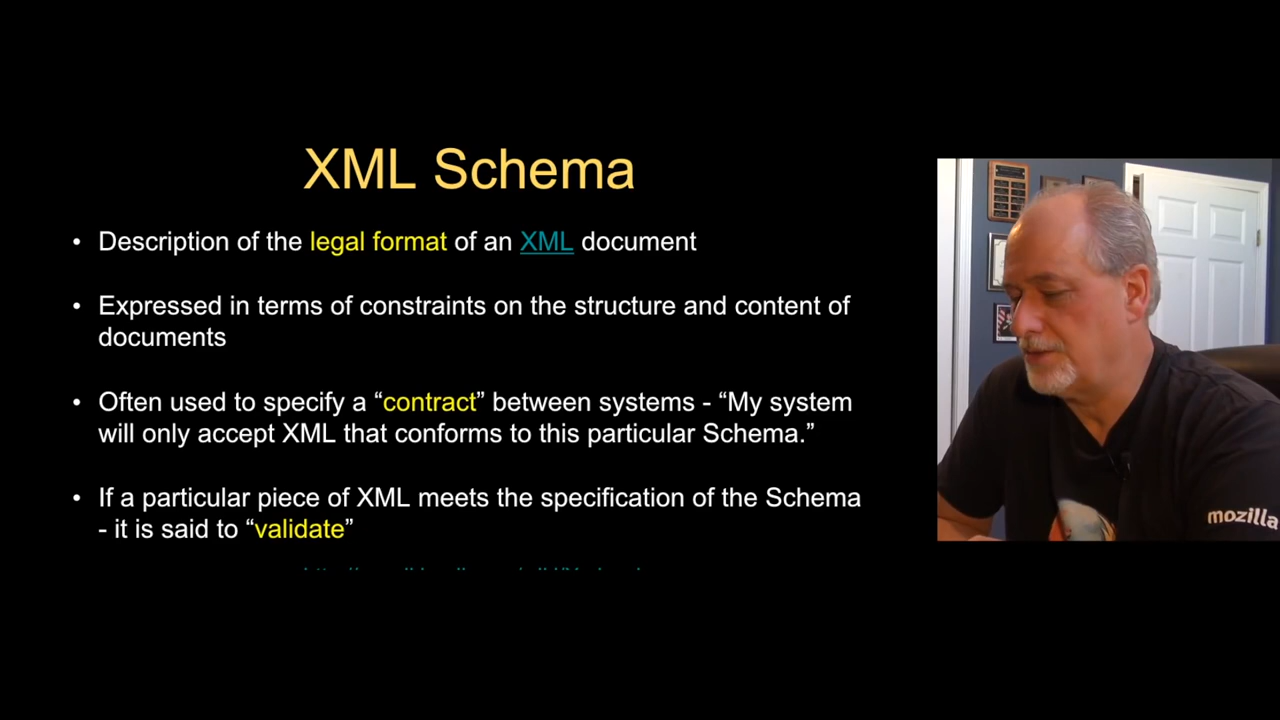 XML Schema
• Description of the legal format of an XML document
• Expressed in terms of constraints on the structure and content of
documents
• Often used to specify a “contract” between systems - “My system
will only accept XML that conforms to this particular Schema.”
• If a particular piece of XML meets the specification of the Schema
- it is said to “validate”
mozilla